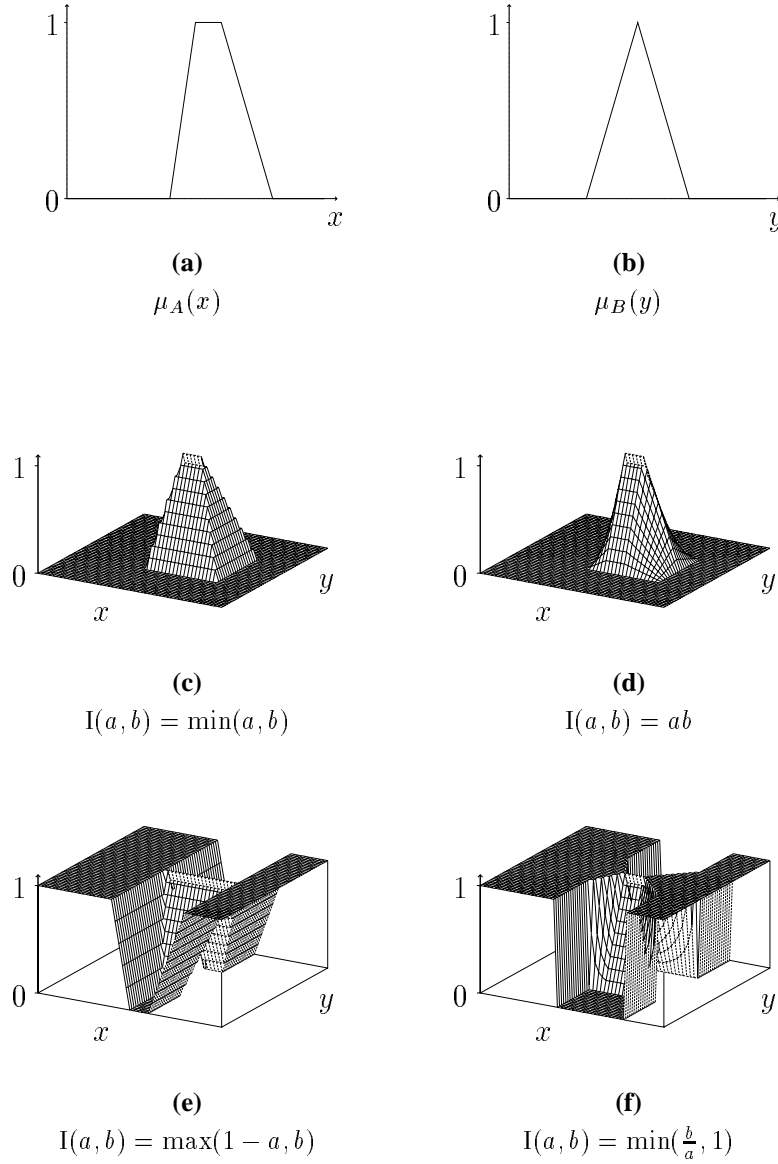 1 1
0 0
x y
(a) (b)
μ_A(x) μ_B(y)
1 1
0 0
x y x y
(c) (d)
I(a, b) = min(a, b) I(a, b) = ab
1 1
0 0
x y x y
(e) (f)
I(a, b) = max(1 − a, b) I(a, b) = min(b/a, 1)